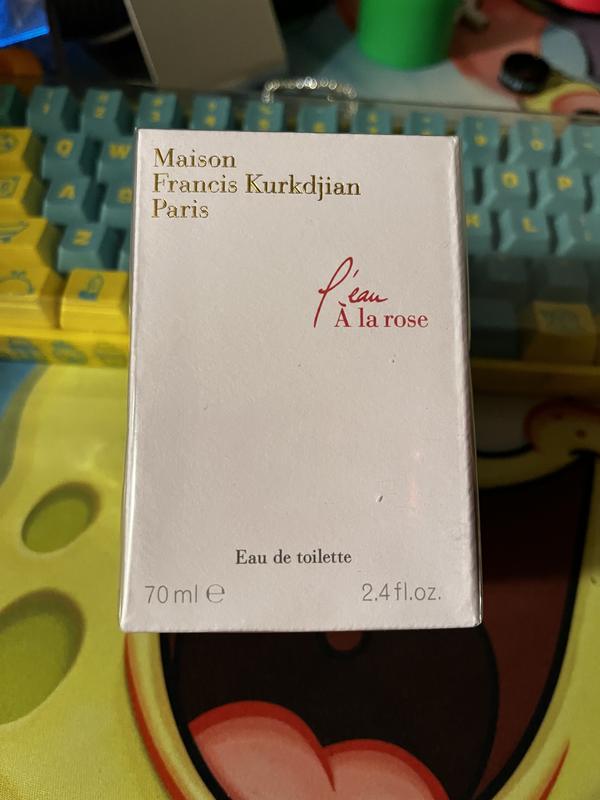 Maison
Francis Kurkdjian
Paris
l'eau
À la rose
Eau de toilette
70 ml ℮
2.4 fl.oz.